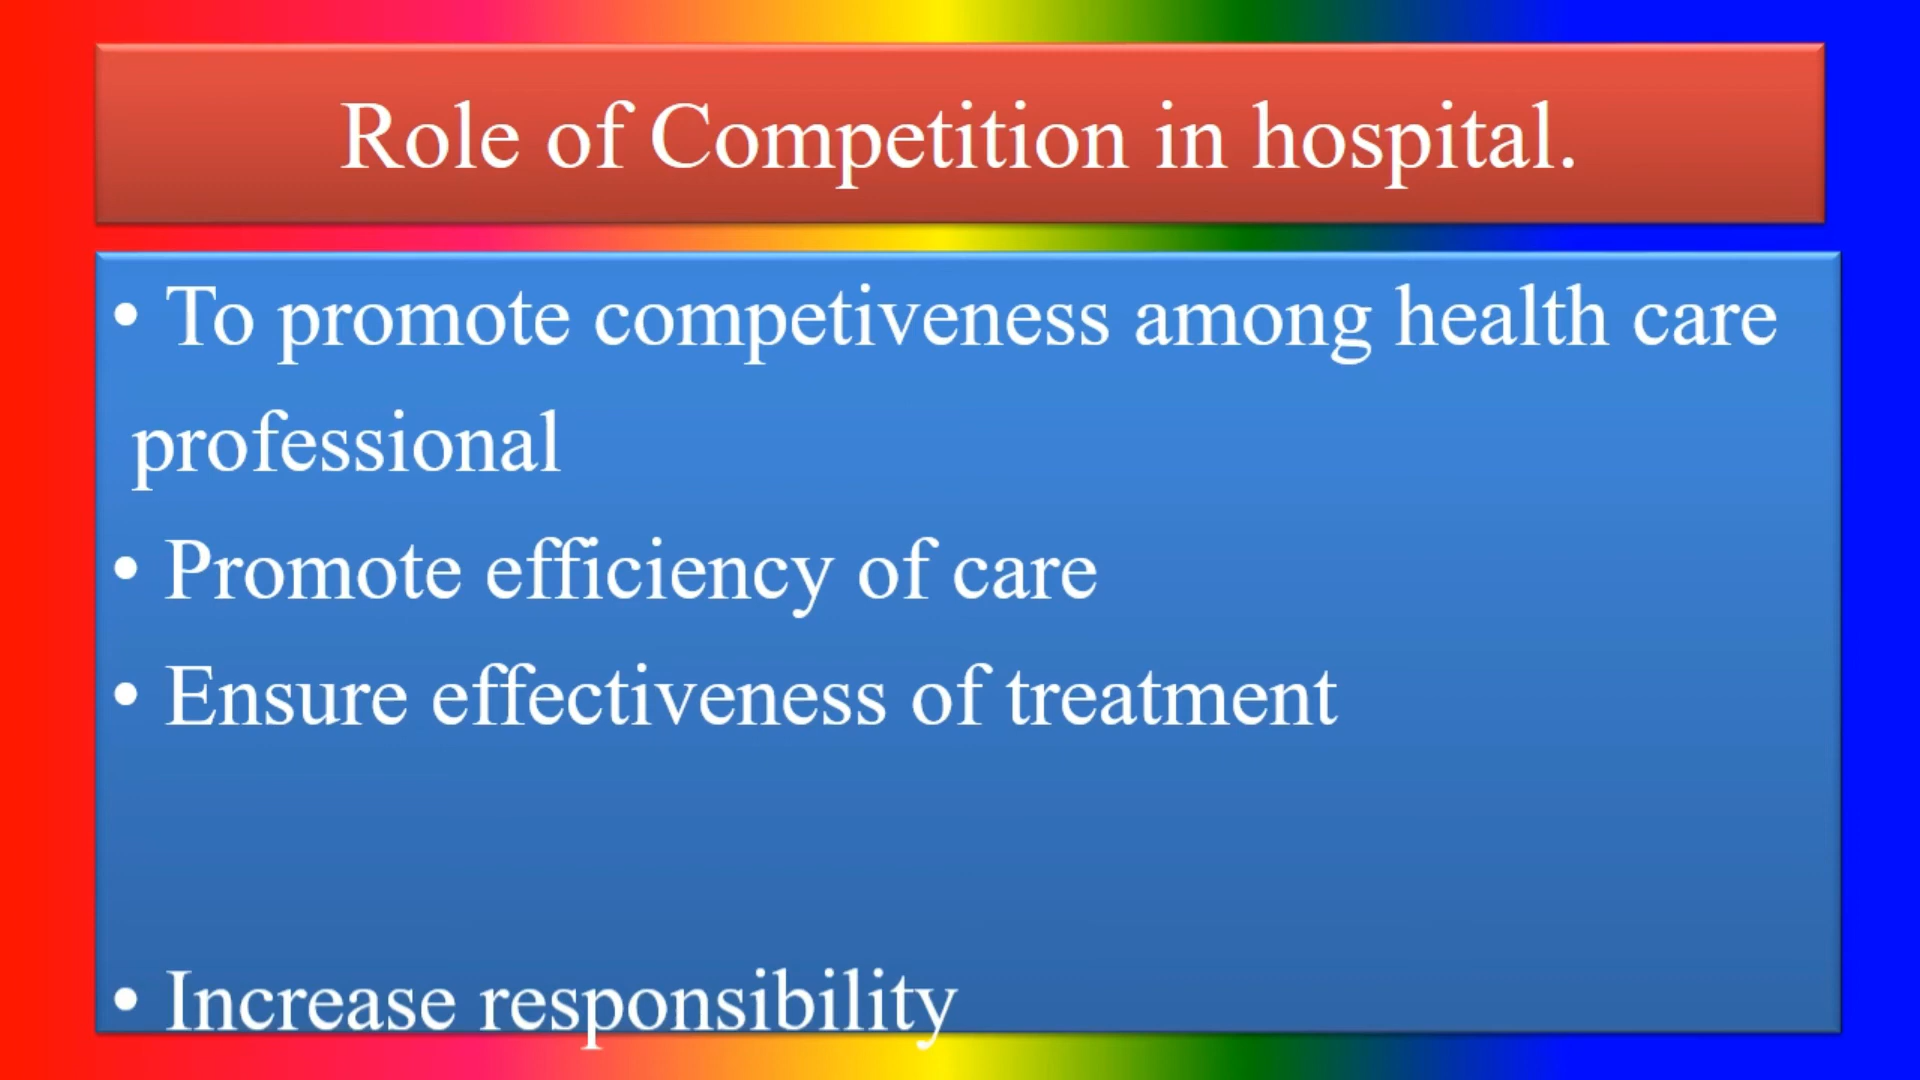 Role of Competition in hospital.
• To promote competiveness among health care
professional
• Promote efficiency of care
• Ensure effectiveness of treatment
• Increase responsibility